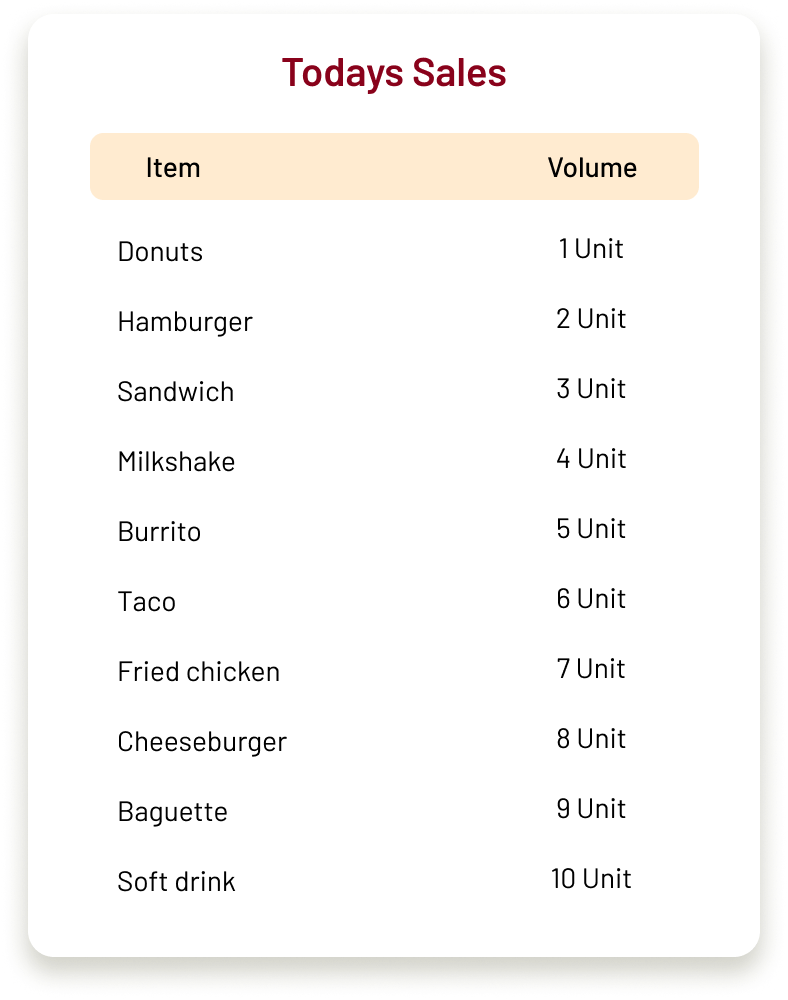 Todays Sales
Item Volume
Donuts 1 Unit
Hamburger 2 Unit
Sandwich 3 Unit
Milkshake 4 Unit
Burrito 5 Unit
Taco 6 Unit
Fried chicken 7 Unit
Cheeseburger 8 Unit
Baguette 9 Unit
Soft drink 10 Unit